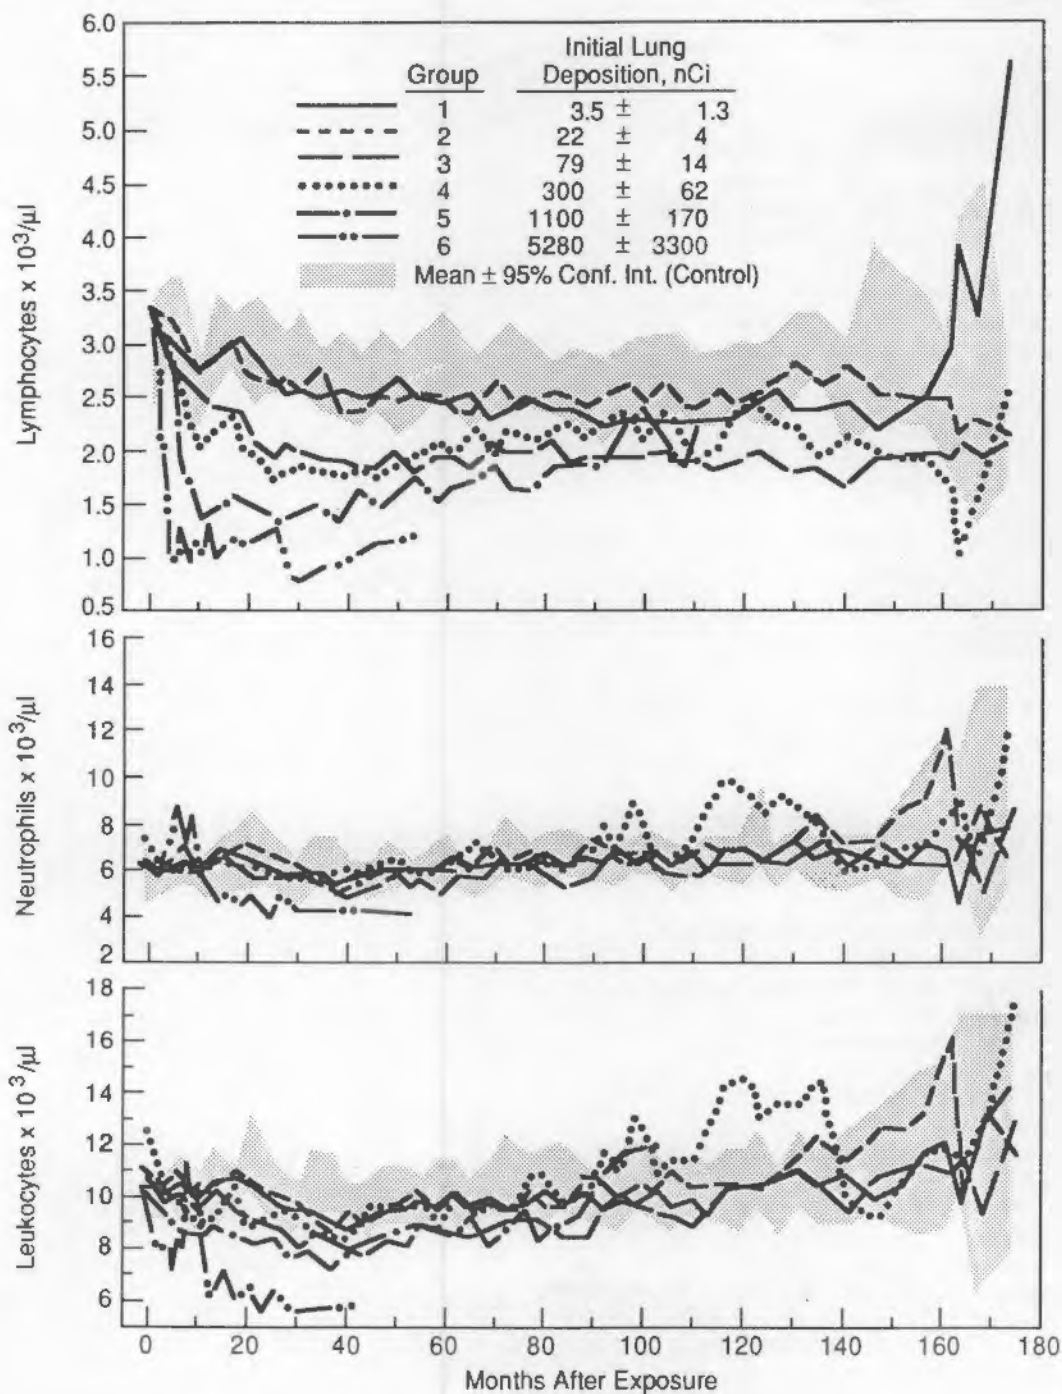 6.0
5.5
5.0
4.5
4.0
3.5
3.0
2.5
2.0
1.5
1.0
0.5
Lymphocytes x 10³/µl
Initial Lung
Group Deposition, nCi
1 3.5 ± 1.3
2 22 ± 4
3 79 ± 14
4 300 ± 62
5 1100 ± 170
6 5280 ± 3300
Mean ± 95% Conf. Int. (Control)
16
14
12
10
8
6
4
2
Neutrophils x 10³/µl
18
16
14
12
10
8
6
Leukocytes x 10³/µl
0 20 40 60 80 100 120 140 160 180
Months After Exposure